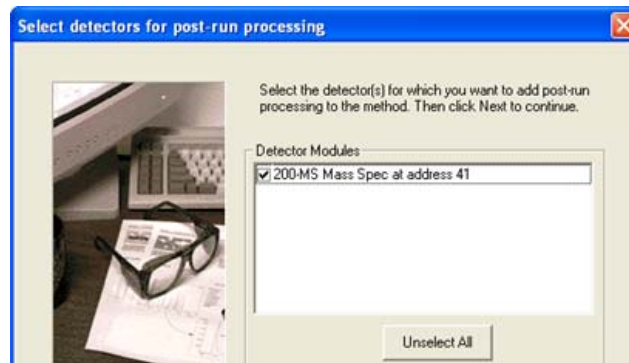 Select detectors for post-run processing
Select the detector(s) for which you want to add post-run
processing to the method. Then click Next to continue.
Detector Modules
200-MS Mass Spec at address 41
Unselect All